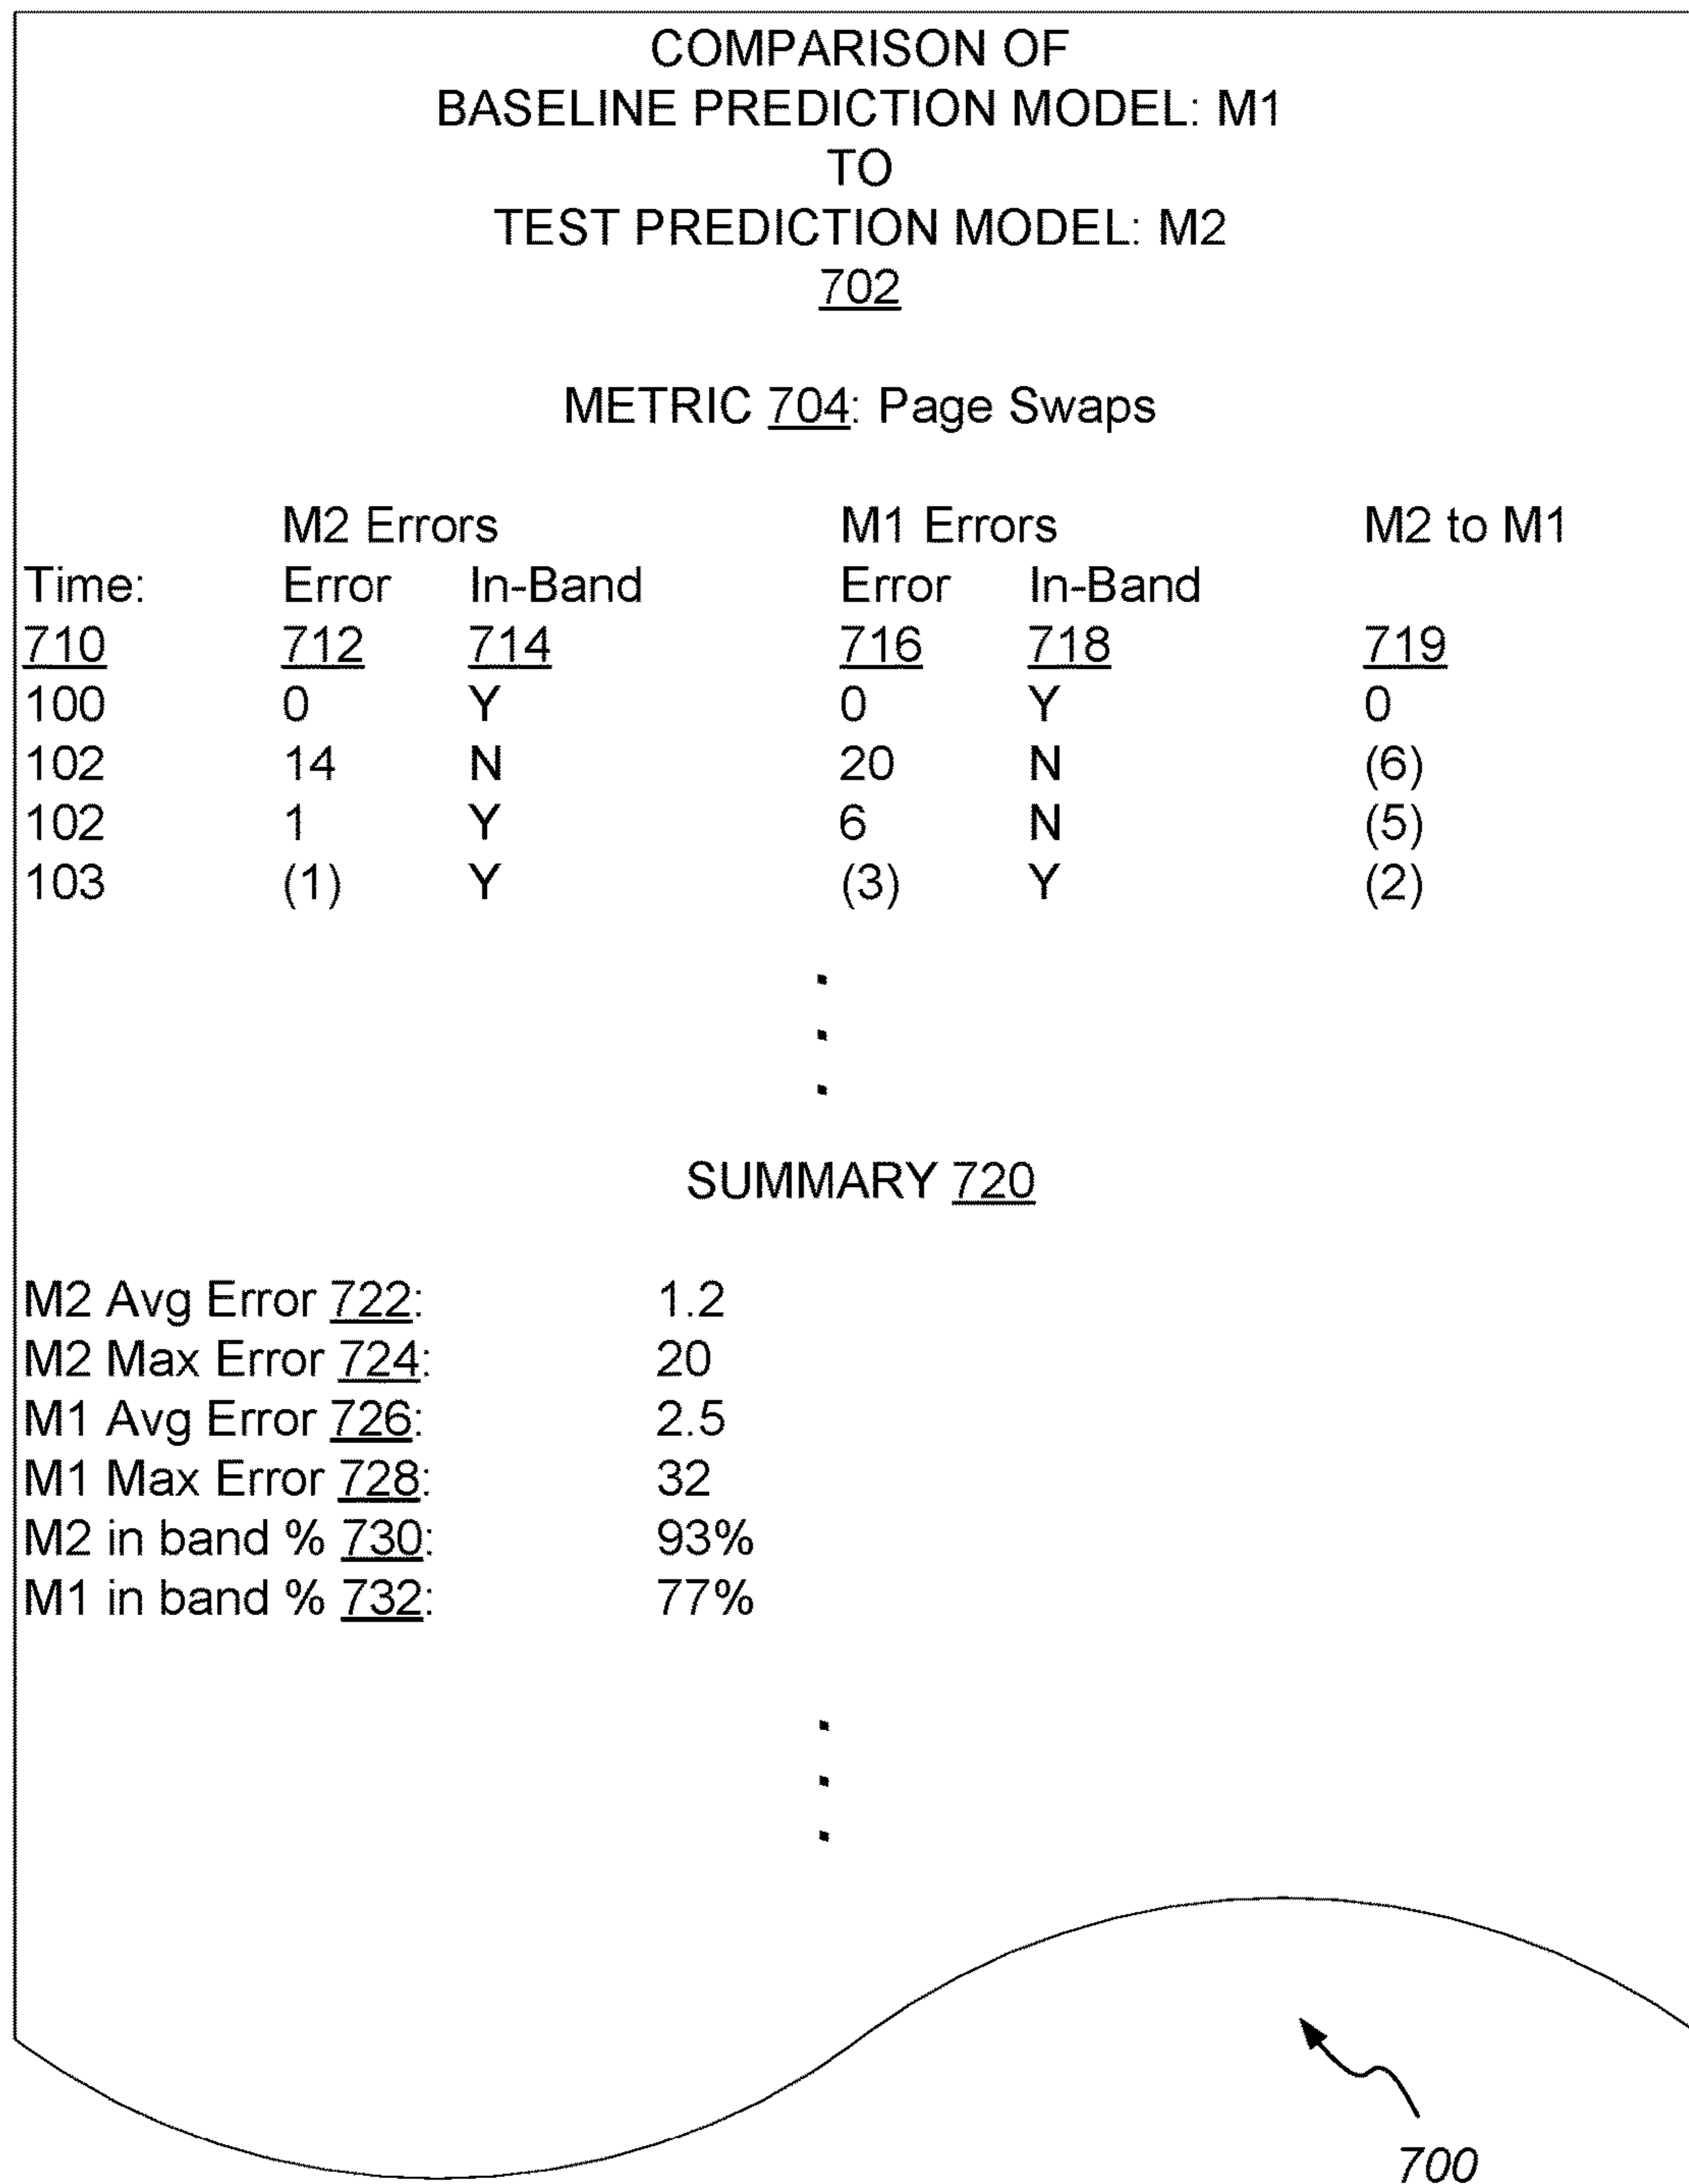 COMPARISON OF
BASELINE PREDICTION MODEL: M1
TO
TEST PREDICTION MODEL: M2
702
METRIC 704: Page Swaps
M2 Errors M1 Errors M2 to M1
Time: Error In-Band Error In-Band
710 712 714 716 718 719
100 0 Y 0 Y 0
102 14 N 20 N (6)
102 1 Y 6 N (5)
103 (1) Y (3) Y (2)
SUMMARY 720
M2 Avg Error 722: 1.2
M2 Max Error 724: 20
M1 Avg Error 726: 2.5
M1 Max Error 728: 32
M2 in band % 730: 93%
M1 in band % 732: 77%
700